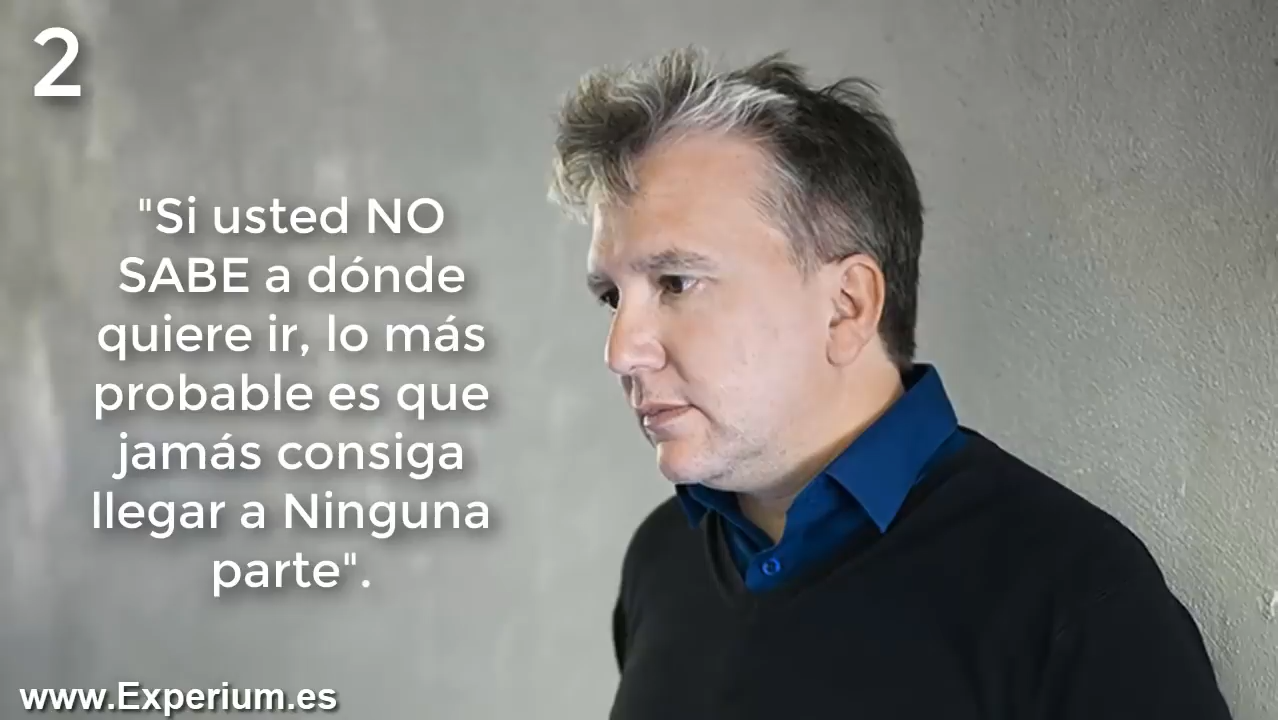 2
"Si usted NO
SABE a dónde
quiere ir, lo más
probable es que
jamás consiga
llegar a Ninguna
parte".
www.Experium.es